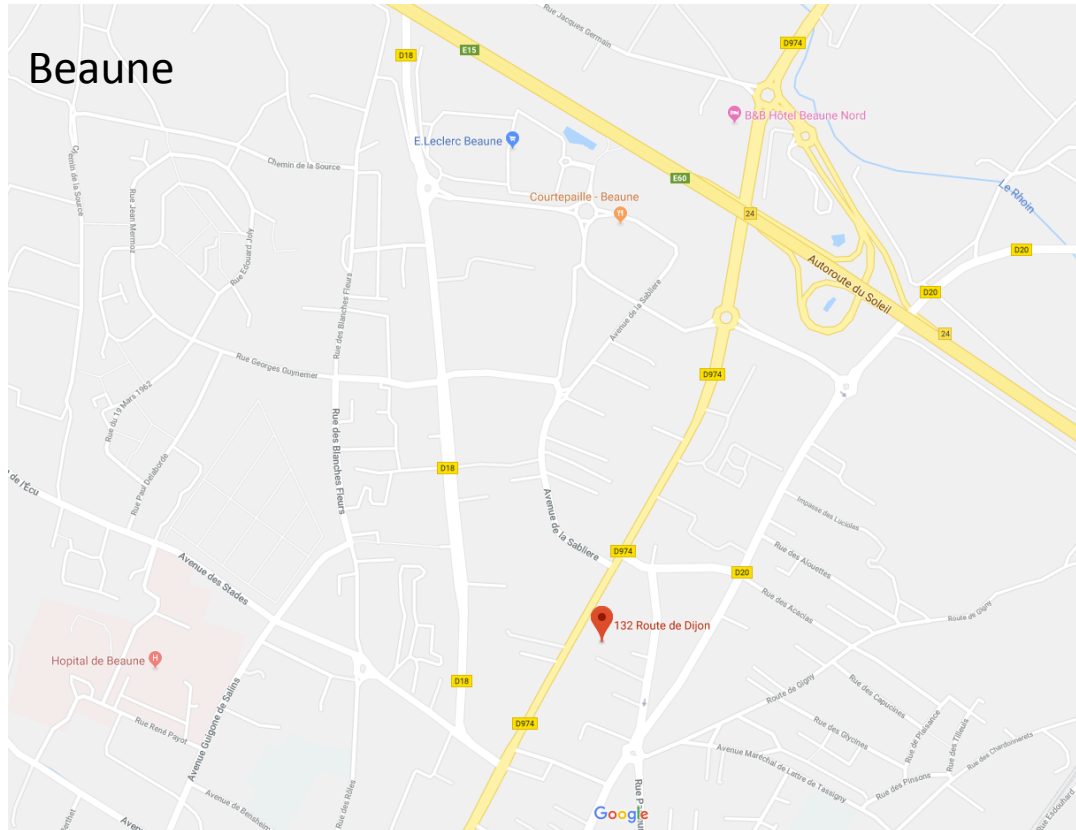 Beaune
Rue Jacques Germain
D974
D18
E15
B&B Hôtel Beaune Nord
E.Leclerc Beaune
Chemin de la Source
Chemin de la Source
E60
Le Rhoin
Courtepaille - Beaune
24
Rue Jean Mermoz
Rue Edouard Joly
D20
Autoroute du Soleil
D20
Rue des Blanches Fleurs
Avenue de la Sabliere
24
Rue Georges Guynemer
D974
Rue du 19 Mars 1962
Rue des Blanches Fleurs
D18
Rue Paul Delaborde
de l'Écu
Avenue de la Sabliere
Impasse des Lucioles
D974
Rue des Alouettes
Avenue des Stades
D20
Rue des Acacias
Route de Gigny
132 Route de Dijon
Hopital de Beaune
D18
Route de Gigny
Rue des Capucines
Avenue Guigone de Salins
Rue René Payot
D974
Rue des Glycines
Rue de Plaisance
Rue des Tilleuls
Rue des Chardonnerets
Avenue Maréchal de Lattre de Tassigny
Rue des Pinsons
Rue des Rôles
Avenue de Bensheim
Rue P
Google